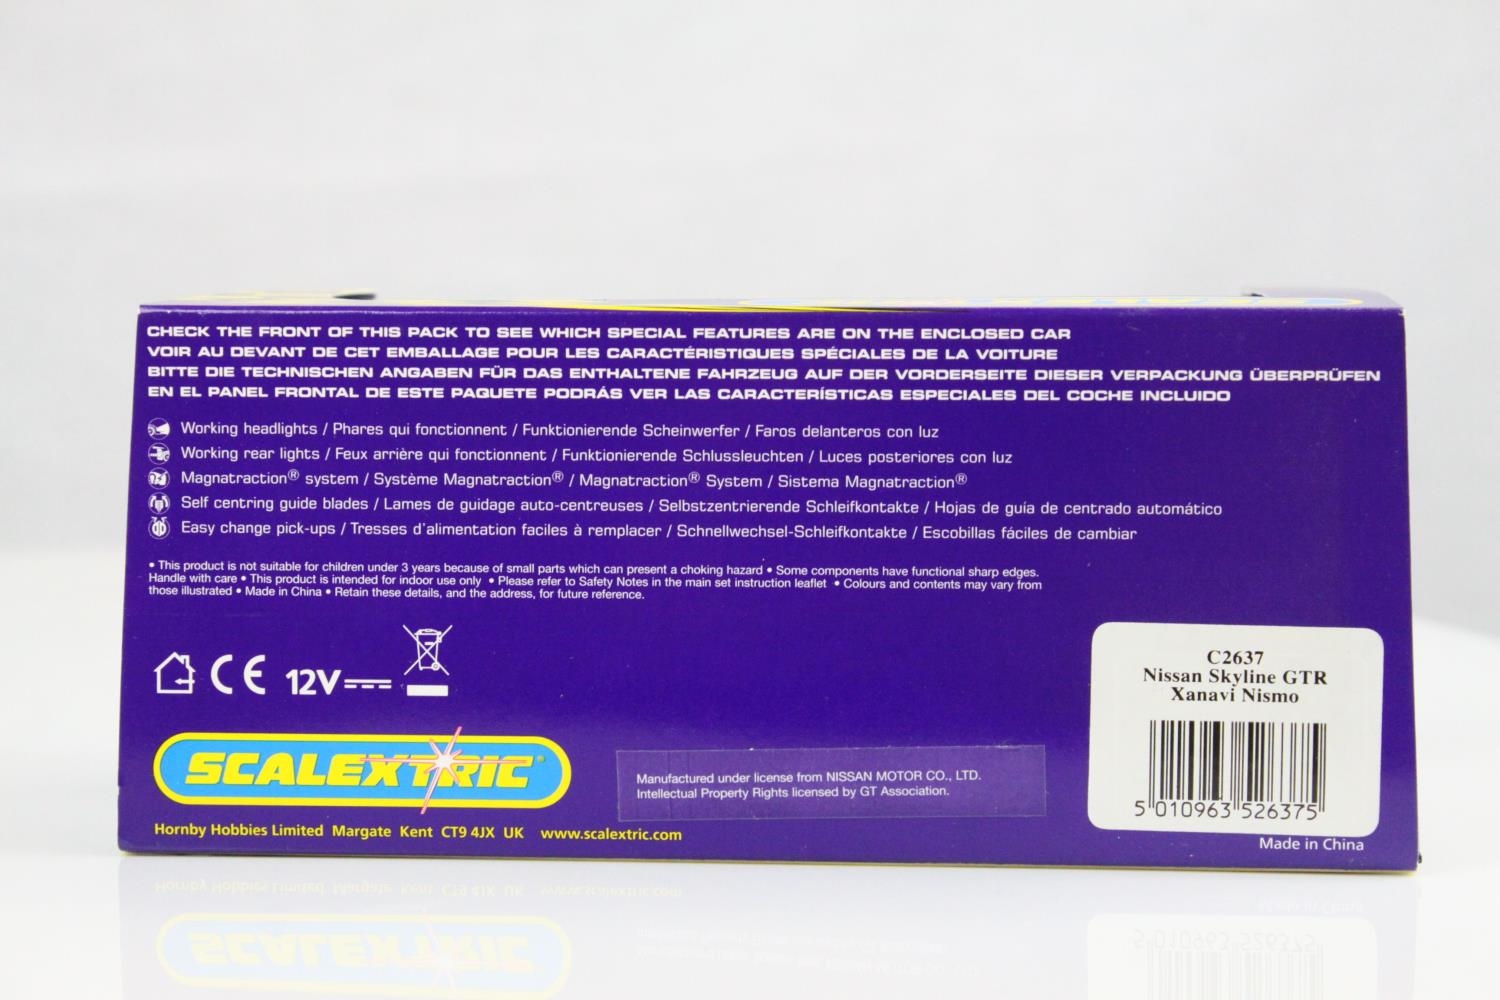 CHECK THE FRONT OF THIS PACK TO SEE WHICH SPECIAL FEATURES ARE ON THE ENCLOSED CAR
VOIR AU DEVANT DE CET EMBALLAGE POUR LES CARACTÉRISTIQUES SPÉCIALES DE LA VOITURE
BITTE DIE TECHNISCHEN ANGABEN FÜR DAS ENTHALTENE FAHRZEUG AUF DER VORDERSEITE DIESER VERPACKUNG ÜBERPRÜFEN
EN EL PANEL FRONTAL DE ESTE PAQUETE PODRÁS VER LAS CARACTERÍSTICAS ESPECIALES DEL COCHE INCLUIDO
Working headlights / Phares qui fonctionnent / Funktionierende Scheinwerfer / Faros delanteros con luz
Working rear lights / Feux arrière qui fonctionnent / Funktionierende Schlussleuchten / Luces posteriores con luz
Magnatraction® system / Système Magnatraction® / Magnatraction® System / Sistema Magnatraction®
Self centring guide blades / Lames de guidage auto-centreuses / Selbstzentrierende Schleifkontakte / Hojas de guía de centrado automático
Easy change pick-ups / Tresses d'alimentation faciles à remplacer / Schnellwechsel-Schleifkontakte / Escobillas fáciles de cambiar
• This product is not suitable for children under 3 years because of small parts which can present a choking hazard • Some components have functional sharp edges.
Handle with care • This product is intended for indoor use only • Please refer to Safety Notes in the main set instruction leaflet • Colours and contents may vary from
those illustrated • Made in China • Retain these details, and the address, for future reference.
CE 12V
SCALEXTRIC
Hornby Hobbies Limited Margate Kent CT9 4JX UK www.scalextric.com
Manufactured under license from NISSAN MOTOR CO., LTD.
Intellectual Property Rights licensed by GT Association.
C2637
Nissan Skyline GTR
Xanavi Nismo
5 010963 526375
Made in China